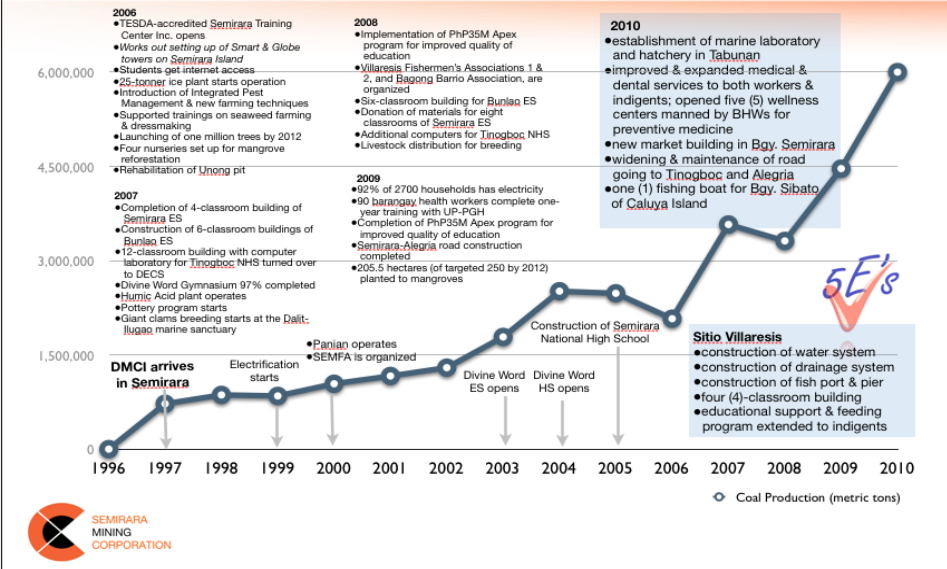 2006
●TESDA-accredited Semirara Training
Center Inc. opens
●Works out setting up of Smart & Globe
towers on Semirara Island
●Students get internet access
●25-tonner ice plant starts operation
●Introduction of Integrated Pest
Management & new farming techniques
●Supported trainings on seaweed farming
& dressmaking
●Launching of one million trees by 2012
●Four nurseries set up for mangrove
reforestation
●Rehabilitation of Unong pit
2007
●Completion of 4-classroom building of
Semirara ES
●Construction of 6-classroom buildings of
Bunlao ES
●12-classroom building with computer
laboratory for Tinogboc NHS turned over
to DECS
●Divine Word Gymnasium 97% completed
●Humic Acid plant operates
●Pottery program starts
●Giant clams breeding starts at the Dalit-
Ilugao marine sanctuary
2008
●Implementation of PhP35M Apex
program for improved quality of
education
●Villaresis Fishermen's Associations 1 &
2, and Bagong Barrio Association, are
organized
●Six-classroom building for Bunlao ES
●Donation of materials for eight
classrooms of Semirara ES
●Additional computers for Tinogboc NHS
●Livestock distribution for breeding
2009
●92% of 2700 households has electricity
●90 barangay health workers complete one-
year training with UP-PGH
●Completion of PhP35M Apex program for
improved quality of education
●Semirara-Alegria road construction
completed
●205.5 hectares (of targeted 250 by 2012)
planted to mangroves
2010
●establishment of marine laboratory
and hatchery in Tabunan
●improved & expanded medical &
dental services to both workers &
indigents; opened five (5) wellness
centers manned by BHWs for
preventive medicine
●new market building in Bgy. Semirara
●widening & maintenance of road
going to Tinogboc and Alegria
●one (1) fishing boat for Bgy. Sibato
of Caluya Island
5E's
Sitio Villaresis
●construction of water system
●construction of drainage system
●construction of fish port & pier
●four (4)-classroom building
●educational support & feeding
program extended to indigents
6,000,000
4,500,000
3,000,000
1,500,000
0
DMCI arrives
in Semirara
Electrification
starts
●Panian operates
●SEMFA is organized
Divine Word
ES opens
Divine Word
HS opens
Construction of Semirara
National High School
1996 1997 1998 1999 2000 2001 2002 2003 2004 2005 2006 2007 2008 2009 2010
Coal Production (metric tons)
SEMIRARA
MINING
CORPORATION